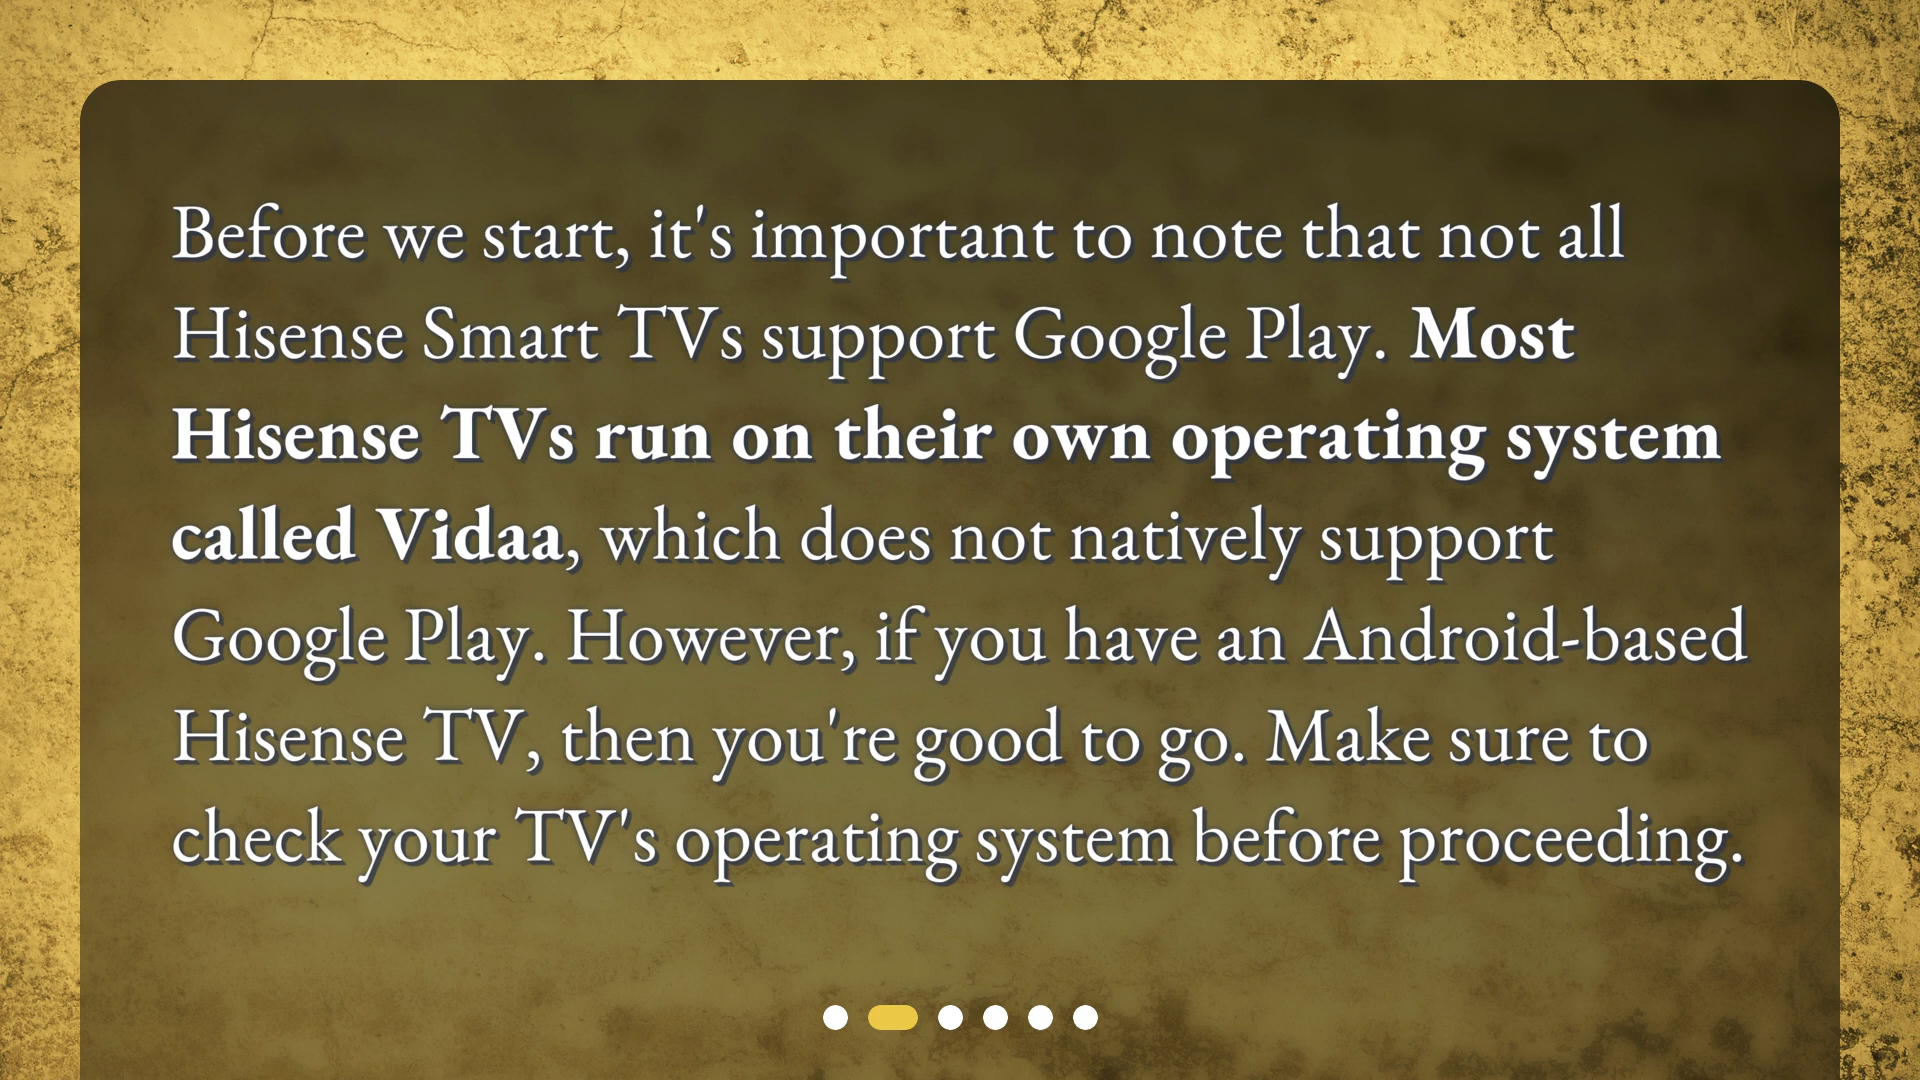 Before we start, it's important to note that not all
Hisense Smart TVs support Google Play. Most
Hisense TVs run on their own operating system
called Vidaa, which does not natively support
Google Play. However, if you have an Android-based
Hisense TV, then you're good to go. Make sure to
check your TV's operating system before proceeding.